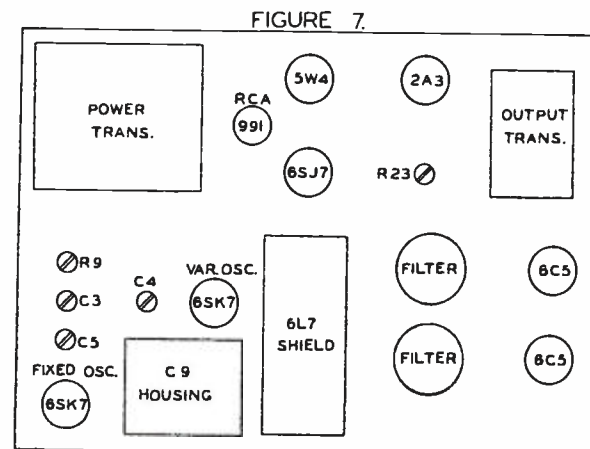 FIGURE 7.
POWER
TRANS.
RCA
991
5W4
2A3
OUTPUT
TRANS.
6SJ7
R23
R9
C3
C5
C4
VAR. OSC.
6SK7
6L7
SHIELD
FILTER
6C5
FILTER
6C5
FIXED OSC.
6SK7
C9
HOUSING